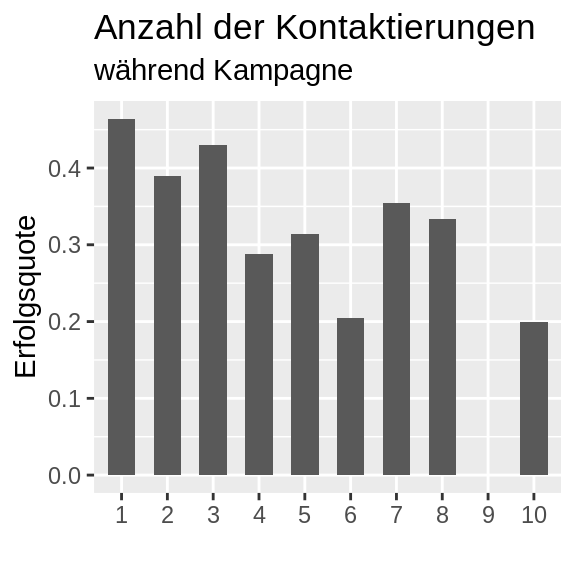 Anzahl der Kontaktierungen
während Kampagne
Erfolgsquote
0.4
0.3
0.2
0.1
0.0
1 2 3 4 5 6 7 8 9 10